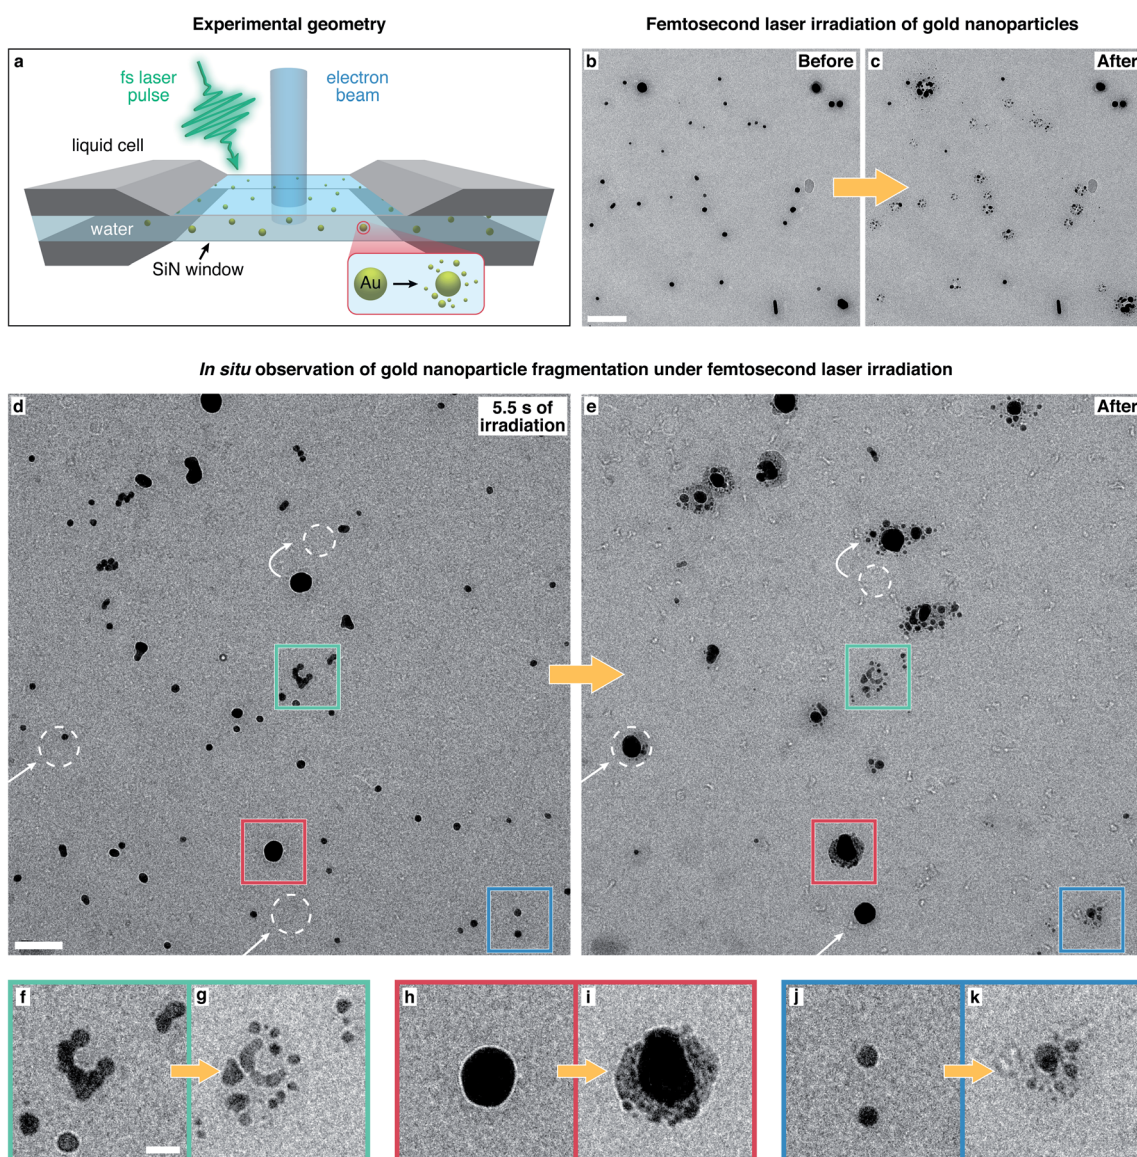 Experimental geometry
Femtosecond laser irradiation of gold nanoparticles
a
fs laser
pulse
electron
beam
liquid cell
water
SiN window
Au
b
Before
c
After
In situ observation of gold nanoparticle fragmentation under femtosecond laser irradiation
d
5.5 s of
irradiation
e
After
f
g
h
i
j
k